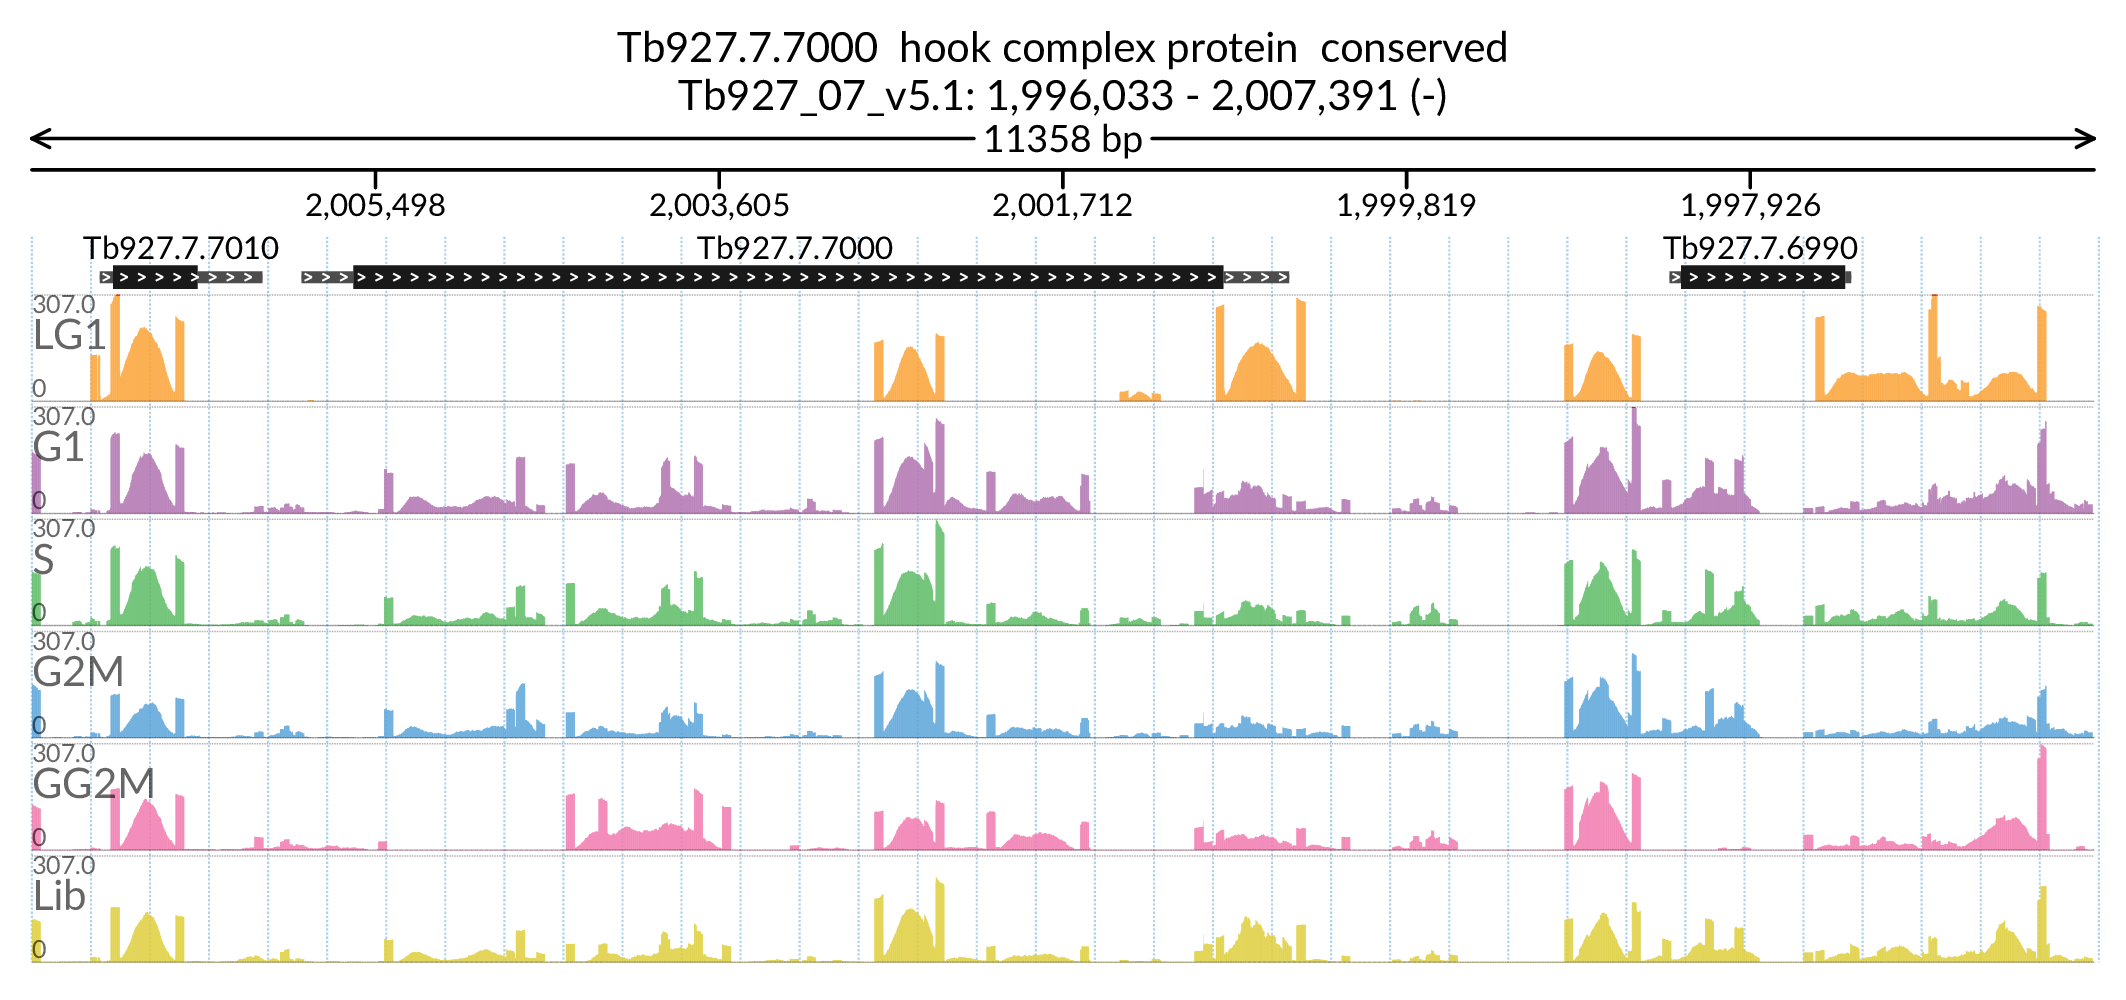 Tb927.7.7000  hook complex protein  conserved
Tb927_07_v5.1: 1,996,033 - 2,007,391 (-)
11358 bp
2,005,498 2,003,605 2,001,712 1,999,819 1,997,926
Tb927.7.7010 Tb927.7.7000 Tb927.7.6990
307.0
LG1
0
307.0
G1
0
307.0
S
0
307.0
G2M
0
307.0
GG2M
0
307.0
Lib
0